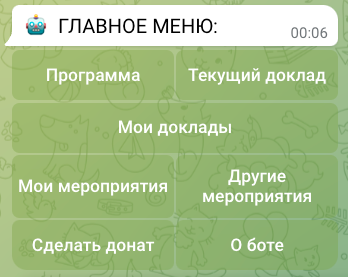 🤖 ГЛАВНОЕ МЕНЮ:
00:06
Программа
Текущий доклад
Мои доклады
Мои мероприятия
Другие
мероприятия
Сделать донат
О боте